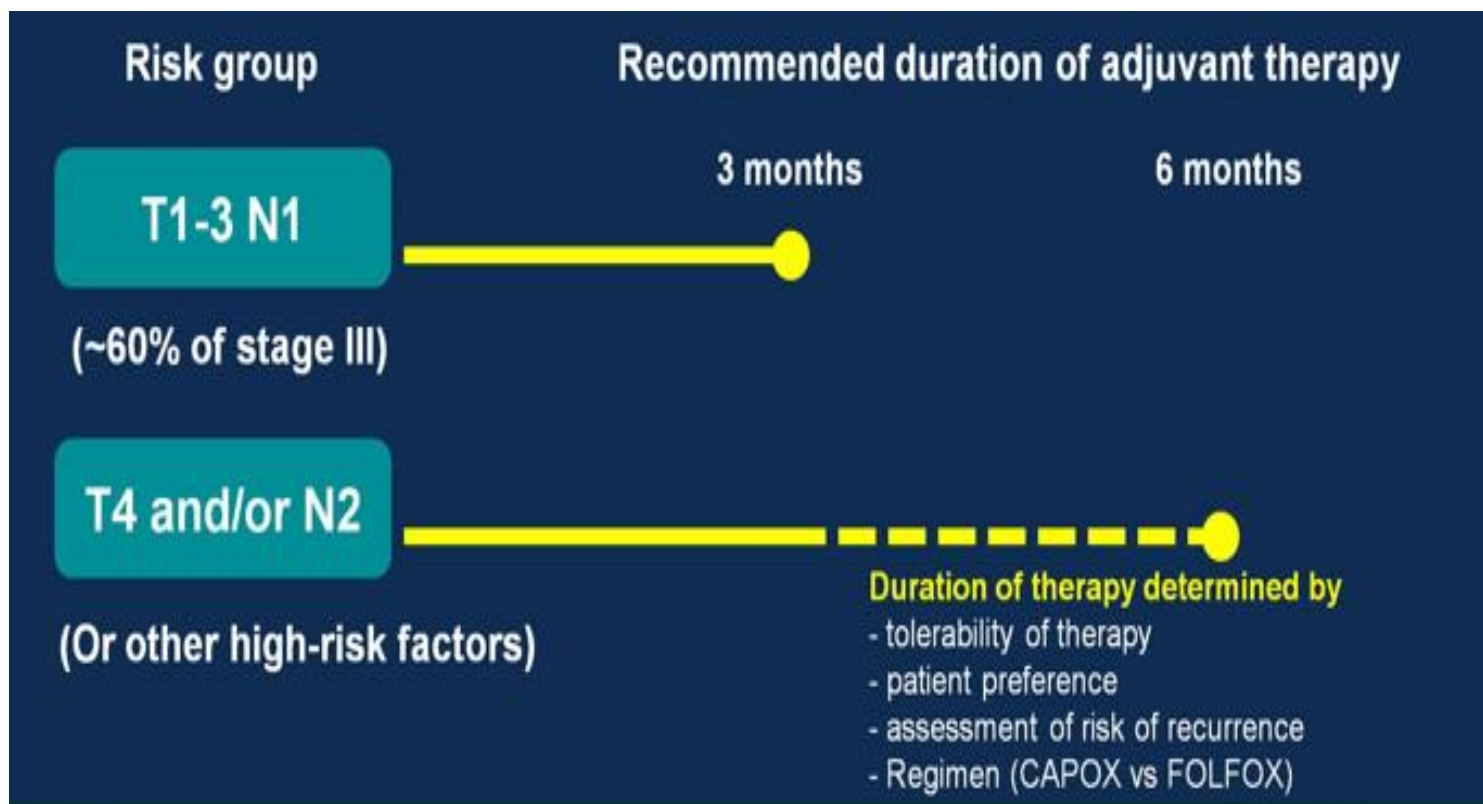 Risk group
Recommended duration of adjuvant therapy
3 months
6 months
T1-3 N1
(~60% of stage III)
T4 and/or N2
(Or other high-risk factors)
Duration of therapy determined by
- tolerability of therapy
- patient preference
- assessment of risk of recurrence
- Regimen (CAPOX vs FOLFOX)